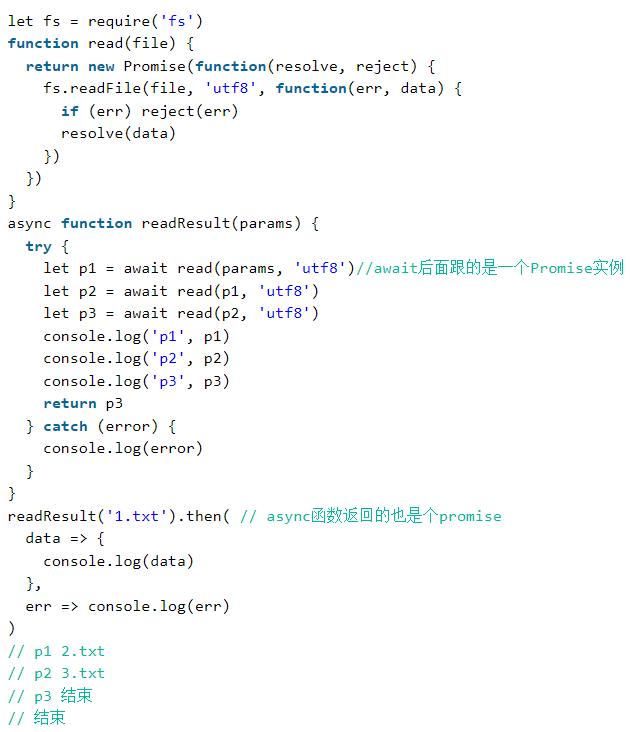 let fs = require('fs')
function read(file) {
  return new Promise(function(resolve, reject) {
    fs.readFile(file, 'utf8', function(err, data) {
      if (err) reject(err)
      resolve(data)
    })
  })
}
async function readResult(params) {
  try {
    let p1 = await read(params, 'utf8')//await后面跟的是一个Promise实例
    let p2 = await read(p1, 'utf8')
    let p3 = await read(p2, 'utf8')
    console.log('p1', p1)
    console.log('p2', p2)
    console.log('p3', p3)
    return p3
  } catch (error) {
    console.log(error)
  }
}
readResult('1.txt').then( // async函数返回的也是个promise
  data => {
    console.log(data)
  },
  err => console.log(err)
)
// p1 2.txt
// p2 3.txt
// p3 结束
// 结束